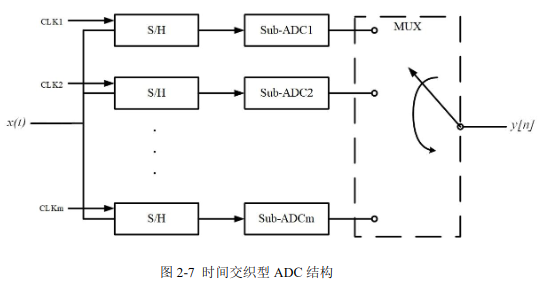 CLK1 S/H Sub-ADC1 MUX
CLK2 S/H Sub-ADC2
x(t) y[n]
CLKm S/H Sub-ADCm
图 2-7 时间交织型 ADC 结构